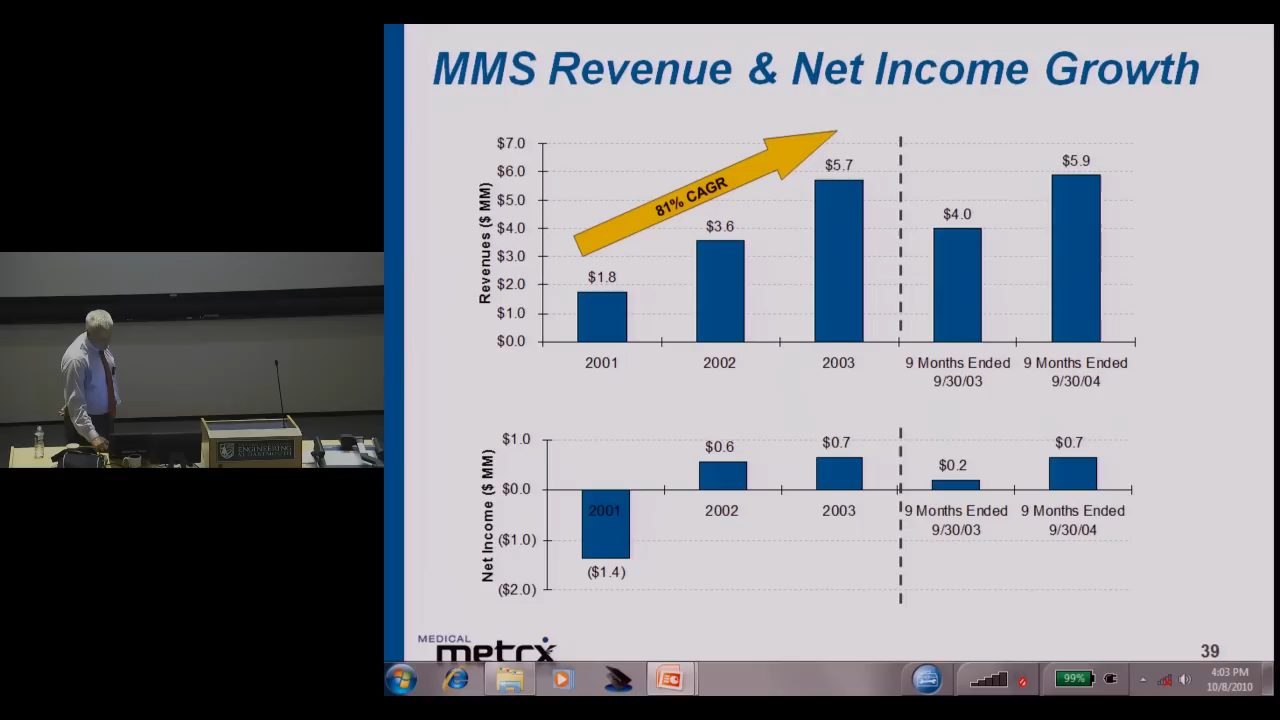 MMS Revenue & Net Income Growth
$7.0
$6.0
$5.0
$4.0
$3.0
$2.0
$1.0
$0.0
Revenues ($ MM)
81% CAGR
$1.8
$3.6
$5.7
$4.0
$5.9
2001
2002
2003
9 Months Ended
9/30/03
9 Months Ended
9/30/04
$1.0
$0.0
($1.0)
($2.0)
Net Income ($ MM)
($1.4)
$0.6
$0.7
$0.2
$0.7
2001
2002
2003
9 Months Ended
9/30/03
9 Months Ended
9/30/04
MEDICAL
metrx
39
99%
4:03 PM
10/8/2010
ENGINEERING
AT DARTMOUTH